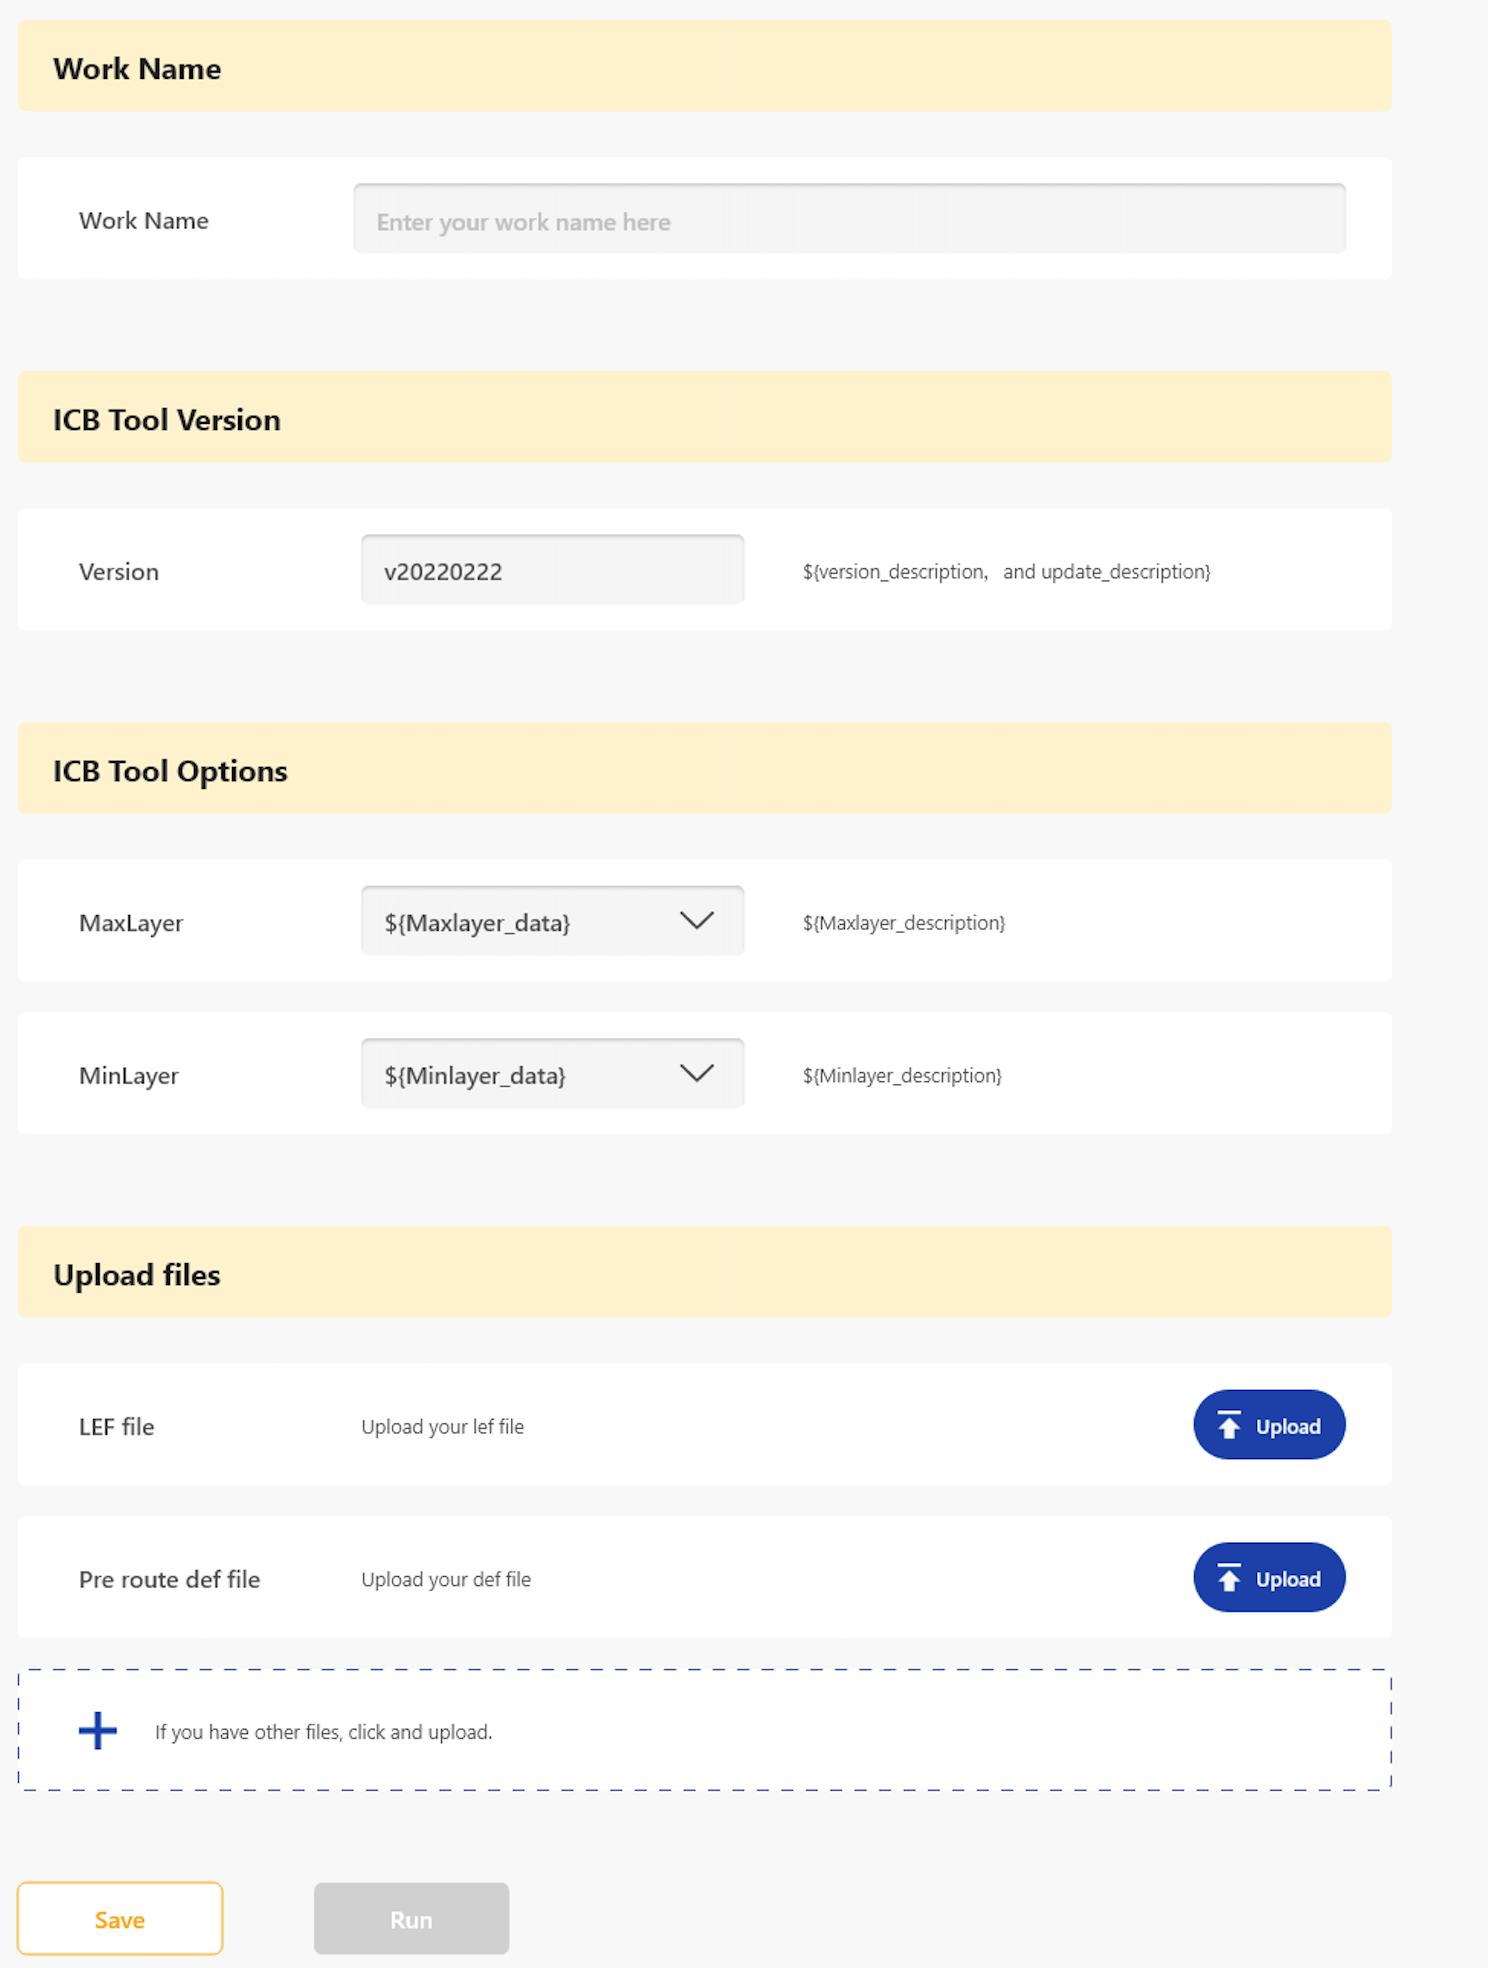 Work Name
Work Name
Enter your work name here
ICB Tool Version
Version
v20220222
${version_description, and update_description}
ICB Tool Options
MaxLayer
${Maxlayer_data}
${Maxlayer_description}
MinLayer
${Minlayer_data}
${Minlayer_description}
Upload files
LEF file
Upload your lef file
Upload
Pre route def file
Upload your def file
Upload
If you have other files, click and upload.
Save
Run